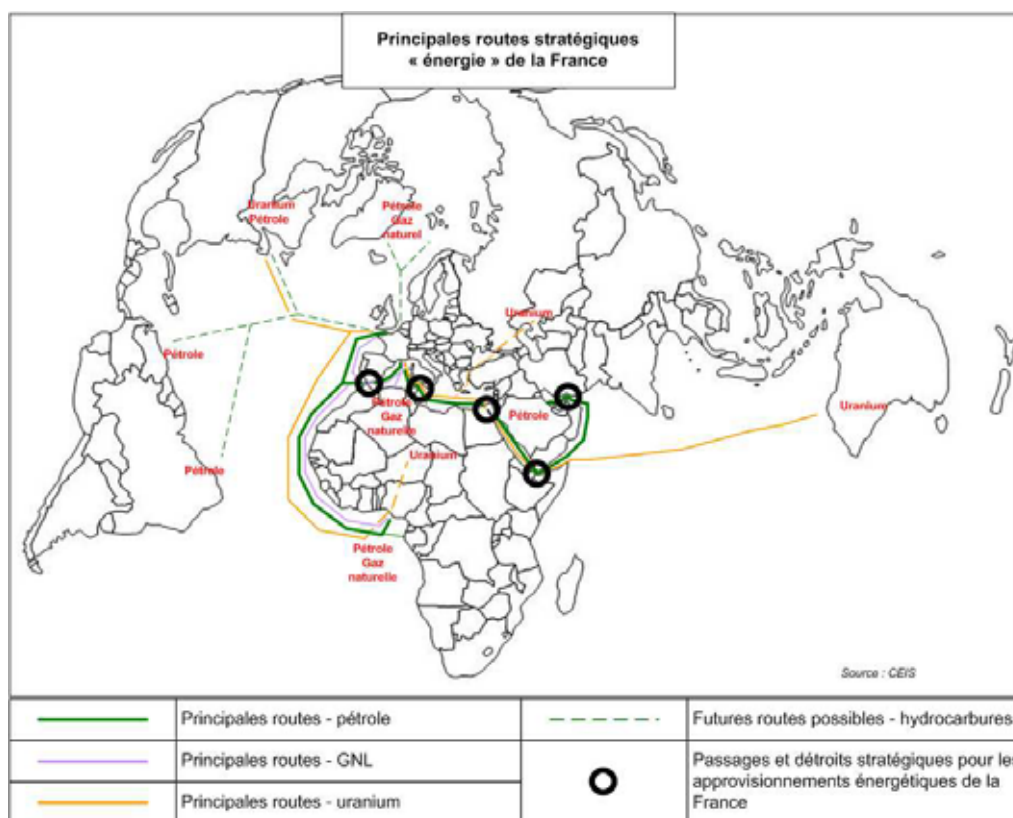 Principales routes stratégiques
« énergie » de la France
Uranium
Pétrole
Pétrole
Gaz
naturel
Uranium
Pétrole
Pétrole
Gaz
naturelle
Pétrole
Uranium
Uranium
Pétrole
Pétrole
Gaz
naturelle
Source : CEIS
Principales routes - pétrole
Futures routes possibles - hydrocarbures
Principales routes - GNL
Passages et détroits stratégiques pour les
approvisionnements énergétiques de la
France
Principales routes - uranium